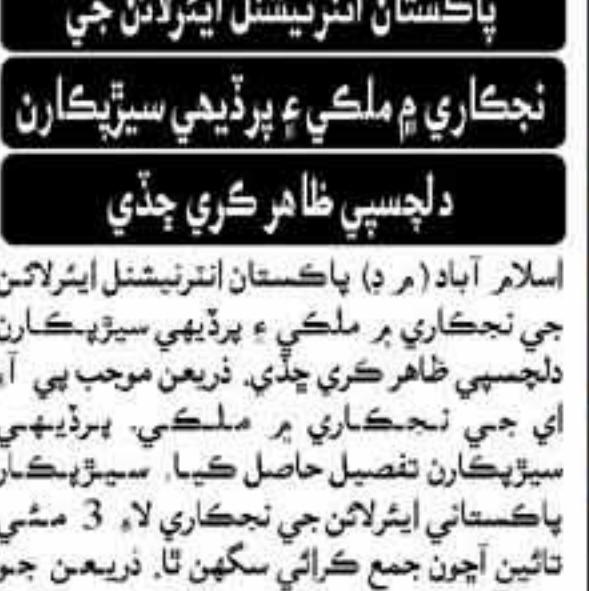 پاڪستان انٽرنيشنل ايئرلائن جي
نجڪاري ۾ ملڪي ۽ پرڏيهي سيڙپڪارن
دلچسپي ظاهر ڪري ڇڏي
اسلام آباد (م د) پاڪستان انٽرنيشنل ايئرلائن
جي نجڪاري ۾ ملڪي ۽ پرڏيهي سيڙپڪارن
دلچسپي ظاهر ڪري ڇڏي. ذريعن موجب پي آءِ
اي جي نجڪاري ۾ ملڪي، پرڏيهي
سيڙپڪارن تفصيل حاصل ڪيا. سيڙپڪار
پاڪستاني ايئرلائن جي نجڪاري لاءِ 3 مئي
تائين آڇون جمع ڪرائي سگهن ٿا. ذريعن جو